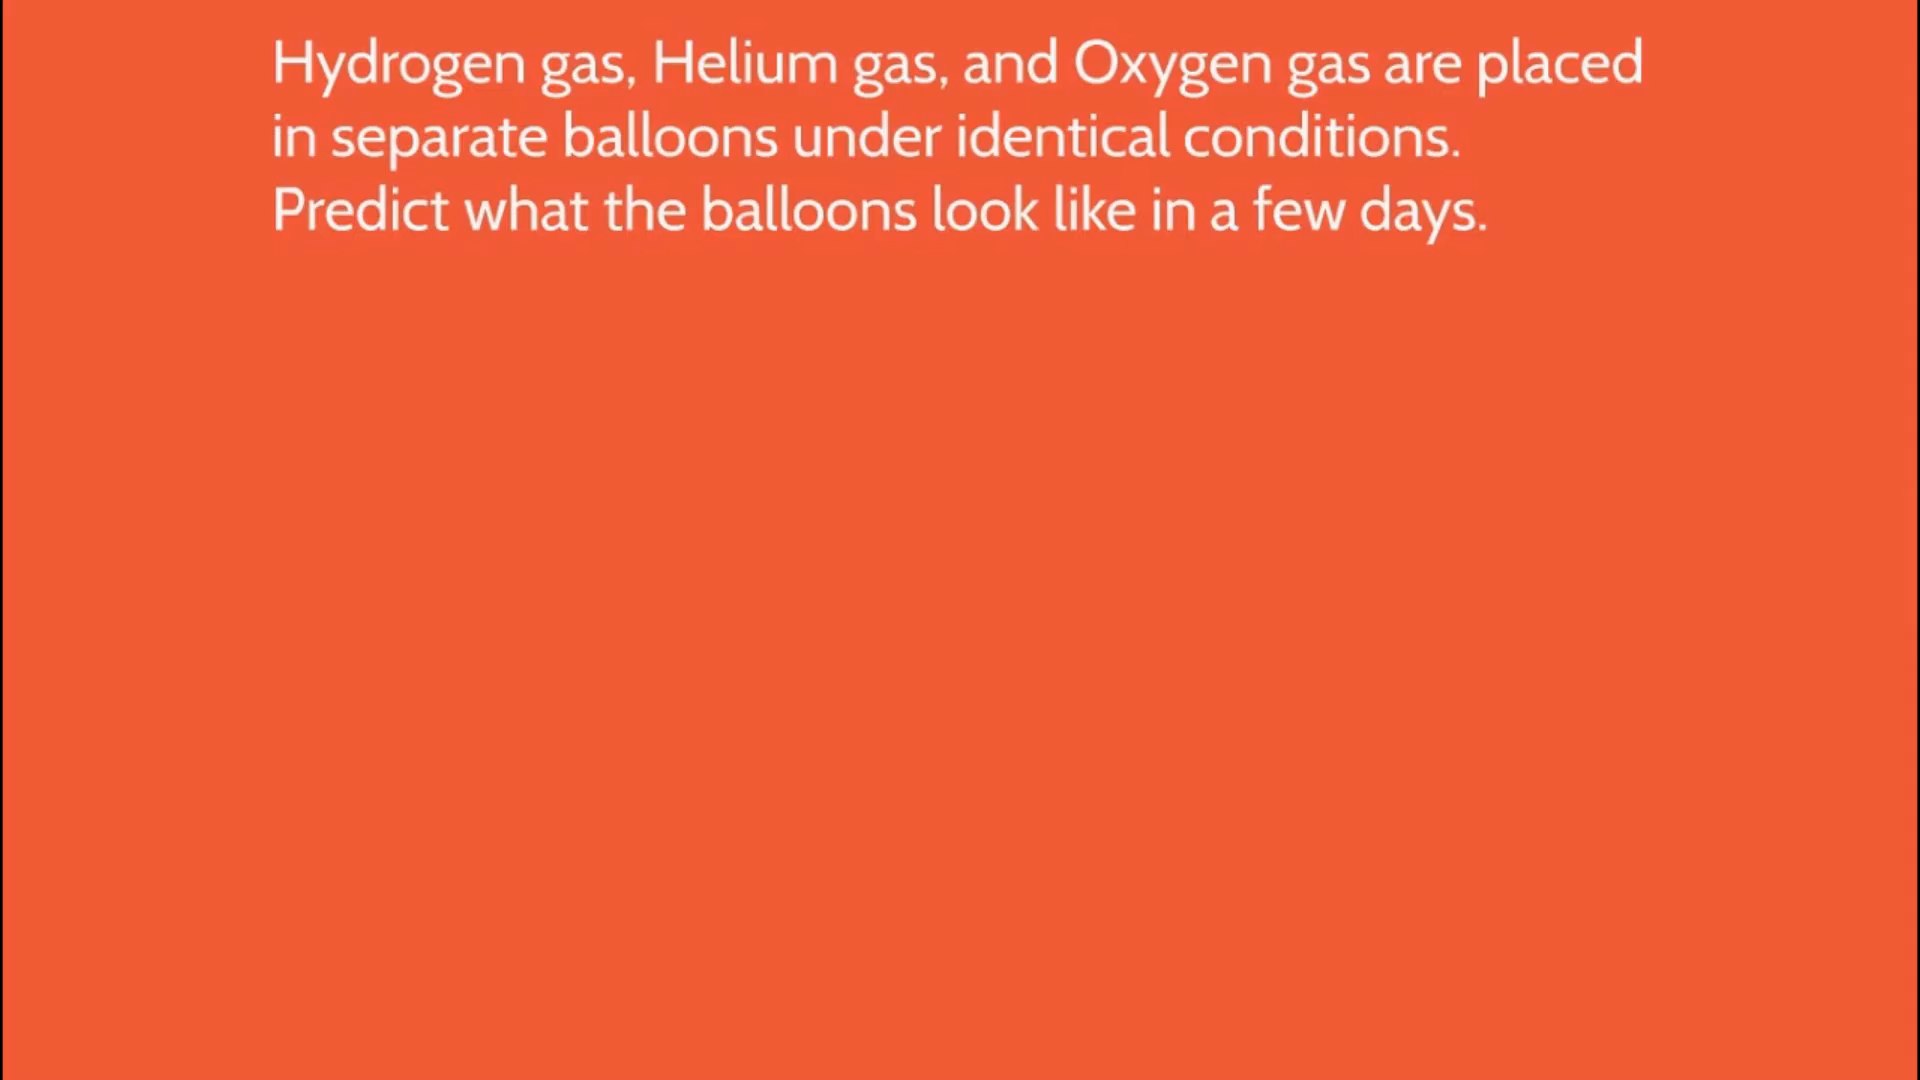 Hydrogen gas, Helium gas, and Oxygen gas are placed
in separate balloons under identical conditions.
Predict what the balloons look like in a few days.